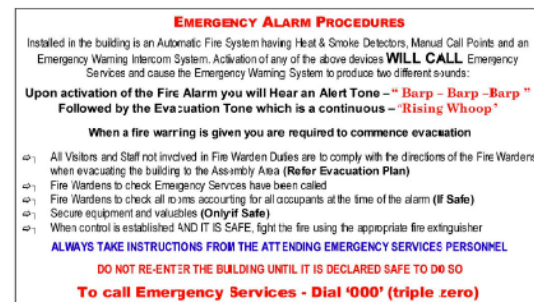 EMERGENCY ALARM PROCEDURES
Installed in the building is an Automatic Fire System having Heat & Smoke Detectors, Manual Call Points and an
Emergency Warning Intercom System. Activation of any of the above devices WILL CALL Emergency
Services and cause the Emergency Warning System to produce two different sounds:
Upon activation of the Fire Alarm you will Hear an Alert Tone – “ Barp – Barp –Barp ”
Followed by the Evacuation Tone which is a continuous – “Rising Whoop”
When a fire warning is given you are required to commence evacuation
All Visitors and Staff not involved in Fire Warden Duties are to comply with the directions of the Fire Wardens
when evacuating the building to the Assembly Area (Refer Evacuation Plan)
Fire Wardens to check Emergency Services have been called
Fire Wardens to check all rooms accounting for all occupants at the time of the alarm (If Safe)
Secure equipment and valuables (Only if Safe)
When control is established AND IT IS SAFE, fight the fire using the appropriate fire extinguisher
ALWAYS TAKE INSTRUCTIONS FROM THE ATTENDING EMERGENCY SERVICES PERSONNEL
DO NOT RE-ENTER THE BUILDING UNTIL IT IS DECLARED SAFE TO DO SO
To call Emergency Services - Dial ‘000’ (triple zero)